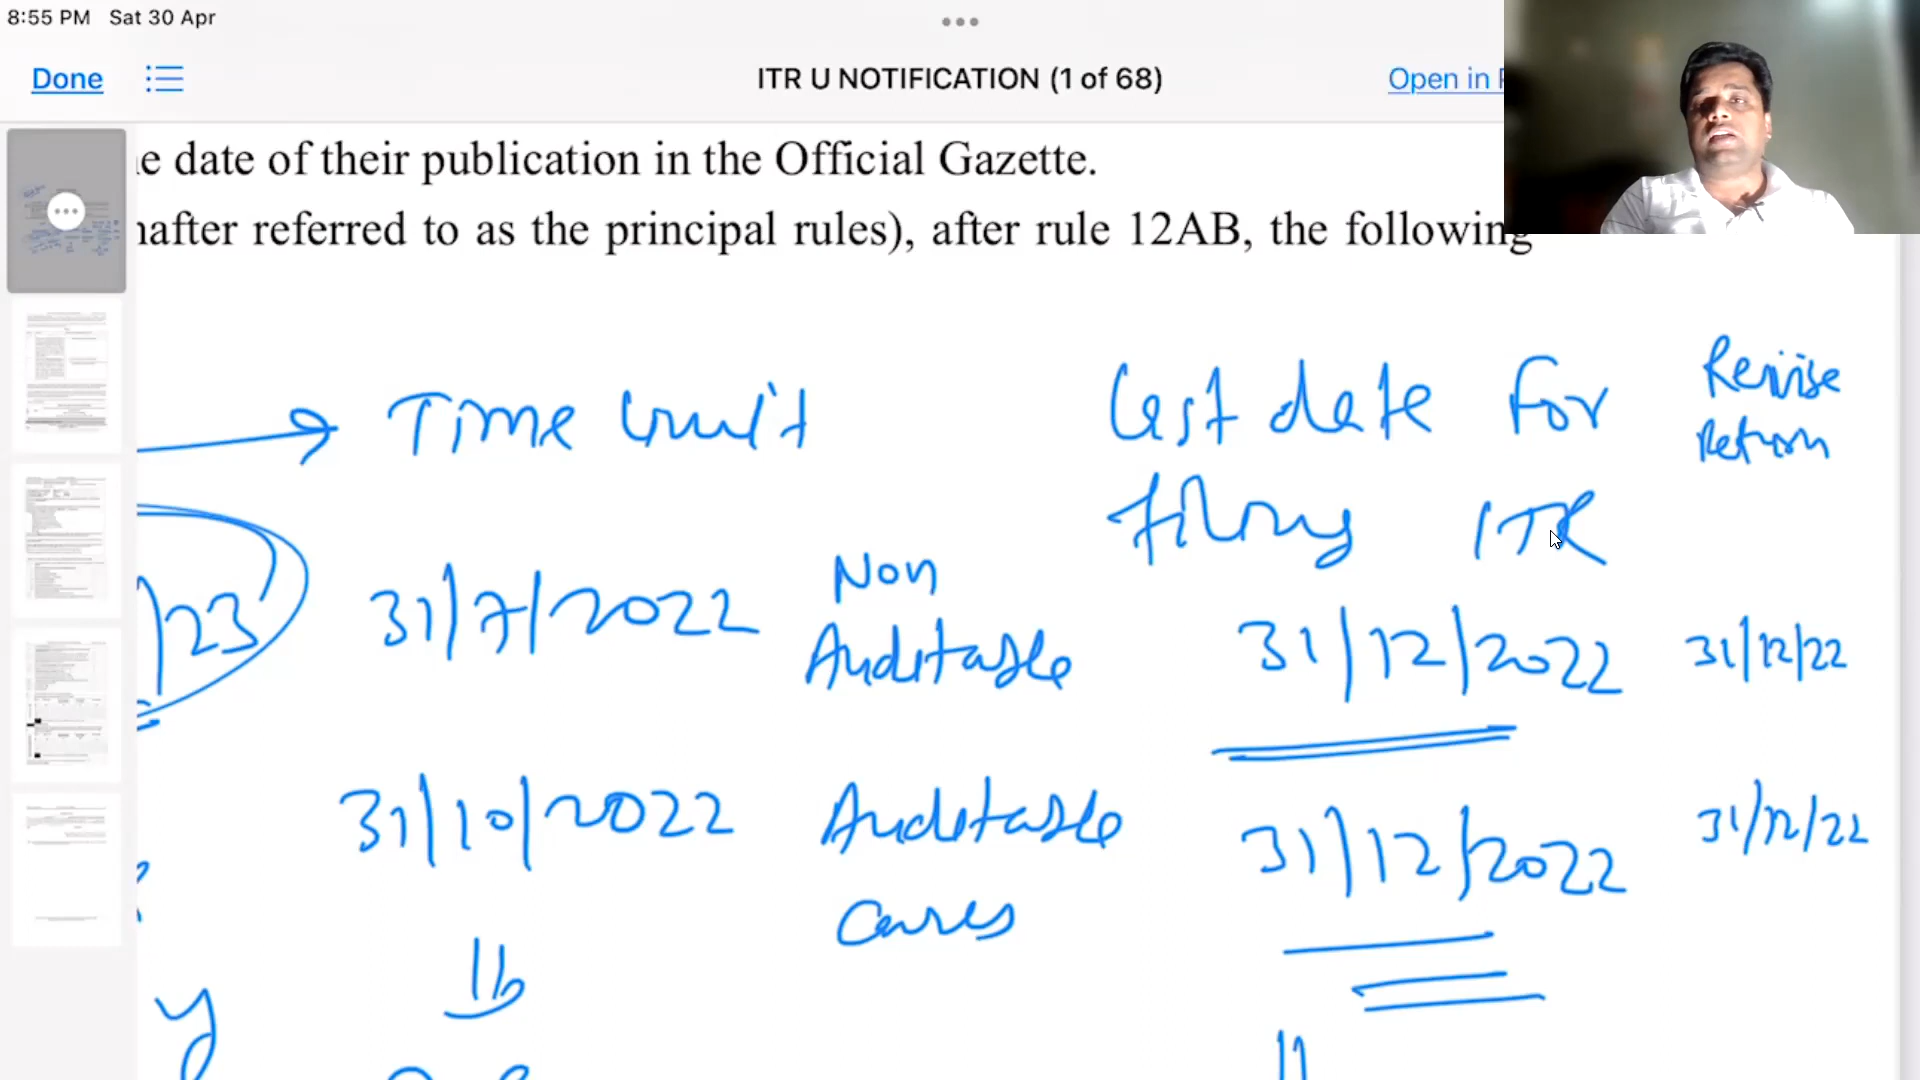 8:55 PM Sat 30 Apr
Done
ITR U NOTIFICATION (1 of 68)
Open in
e date of their publication in the Official Gazette.
after referred to as the principal rules), after rule 12AB, the following
Time limit
Last date for
filing ITR
Revise
Return
/23
31/7/2022
Non
Auditable
31/12/2022
31/12/22
31/10/2022
Auditable
Cases
31/12/2022
31/12/22
y